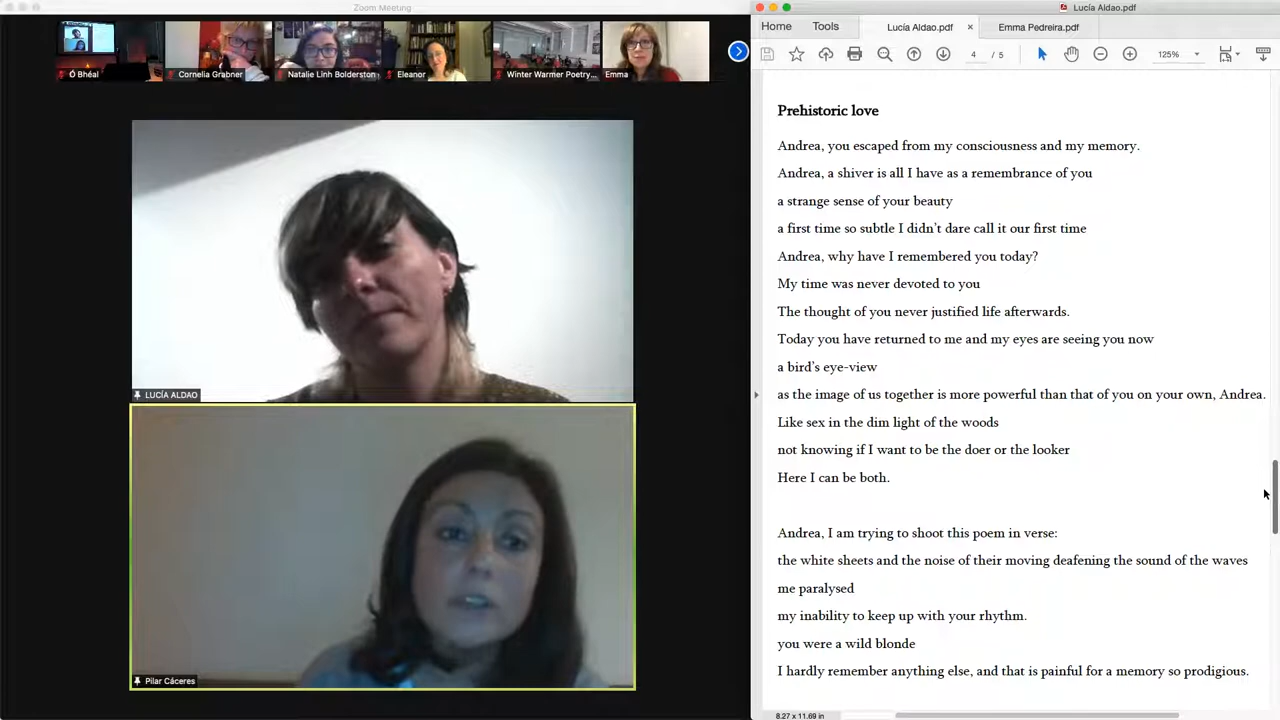 Zoom Meeting
Ó Bhéal
Cornelia Grabner
Natalie Linh Bolderston
Eleanor
Winter Warmer Poetry...
Emma
LUCÍA ALDAO
Pilar Cáceres
Lucía Aldao.pdf
Home
Tools
Lucía Aldao.pdf
×
Emma Pedreira.pdf
4 / 5
125%
Prehistoric love
Andrea, you escaped from my consciousness and my memory.
Andrea, a shiver is all I have as a remembrance of you
a strange sense of your beauty
a first time so subtle I didn't dare call it our first time
Andrea, why have I remembered you today?
My time was never devoted to you
The thought of you never justified life afterwards.
Today you have returned to me and my eyes are seeing you now
a bird's eye-view
as the image of us together is more powerful than that of you on your own, Andrea.
Like sex in the dim light of the woods
not knowing if I want to be the doer or the looker
Here I can be both.
Andrea, I am trying to shoot this poem in verse:
the white sheets and the noise of their moving deafening the sound of the waves
me paralysed
my inability to keep up with your rhythm.
you were a wild blonde
I hardly remember anything else, and that is painful for a memory so prodigious.
8.27 x 11.69 in